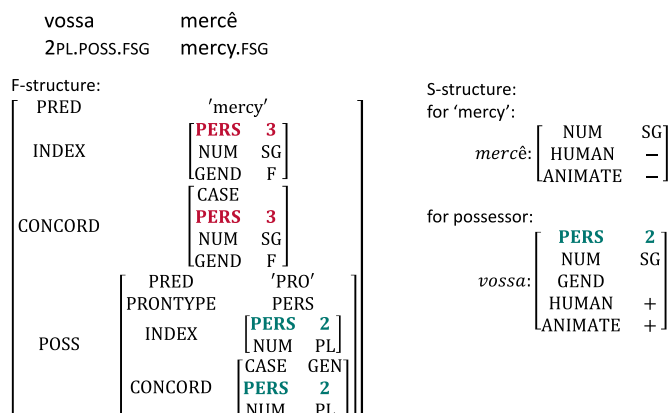 vossa mercê
2PL.POSS.FSG mercy.FSG
F-structure:
PRED 'mercy'
INDEX
PERS 3
NUM SG
GEND F
CONCORD
CASE
PERS 3
NUM SG
GEND F
POSS
PRED 'PRO'
PRONTYPE PERS
INDEX
PERS 2
NUM PL
CONCORD
CASE GEN
PERS 2
NUM PL
S-structure:
for 'mercy':
mercê:
NUM SG
HUMAN −
ANIMATE −
for possessor:
vossa:
PERS 2
NUM SG
GEND
HUMAN +
ANIMATE +